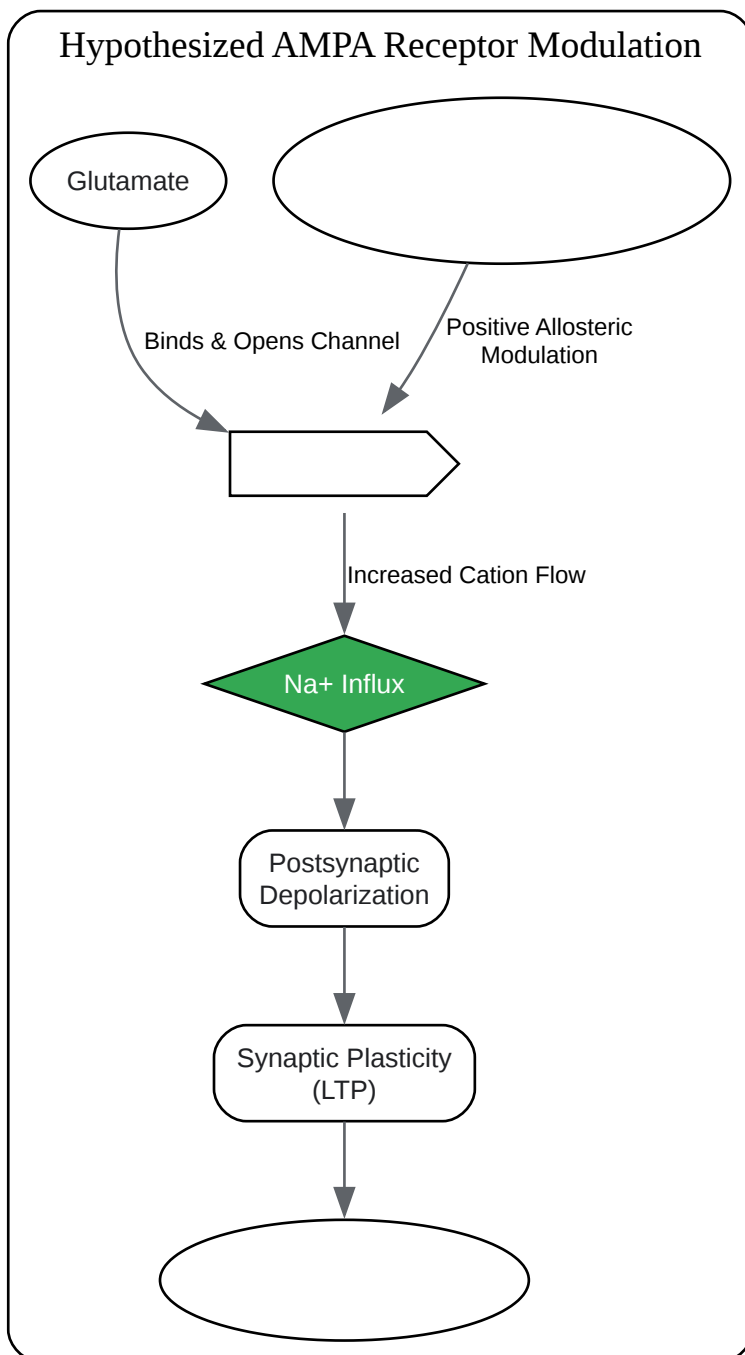 Hypothesized AMPA Receptor Modulation
Glutamate
Binds & Opens Channel
Positive Allosteric
Modulation
Increased Cation Flow
Na+ Influx
Postsynaptic
Depolarization
Synaptic Plasticity
(LTP)